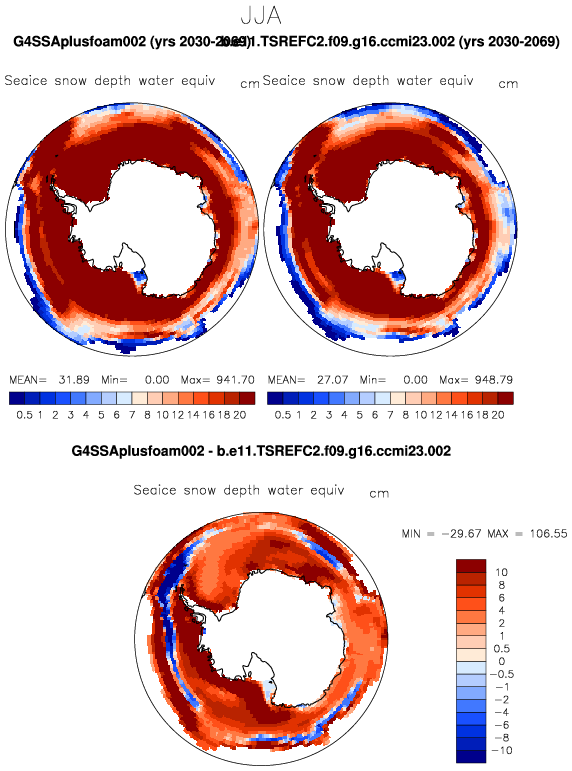 JJA
G4SSAplusfoam002 (yrs 2030-2069) b.e11.TSREFC2.f09.g16.ccmi23.002 (yrs 2030-2069)
Seaice snow depth water equiv cm Seaice snow depth water equiv cm
MEAN= 31.89 Min= 0.00 Max= 941.70 MEAN= 27.07 Min= 0.00 Max= 948.79
0.5 1 2 3 4 5 6 7 8 10 12 14 16 18 20 0.5 1 2 3 4 5 6 7 8 10 12 14 16 18 20
G4SSAplusfoam002 - b.e11.TSREFC2.f09.g16.ccmi23.002
Seaice snow depth water equiv cm
MIN = -29.67 MAX = 106.55
10
8
6
4
2
1
0.5
0
-0.5
-1
-2
-4
-6
-8
-10